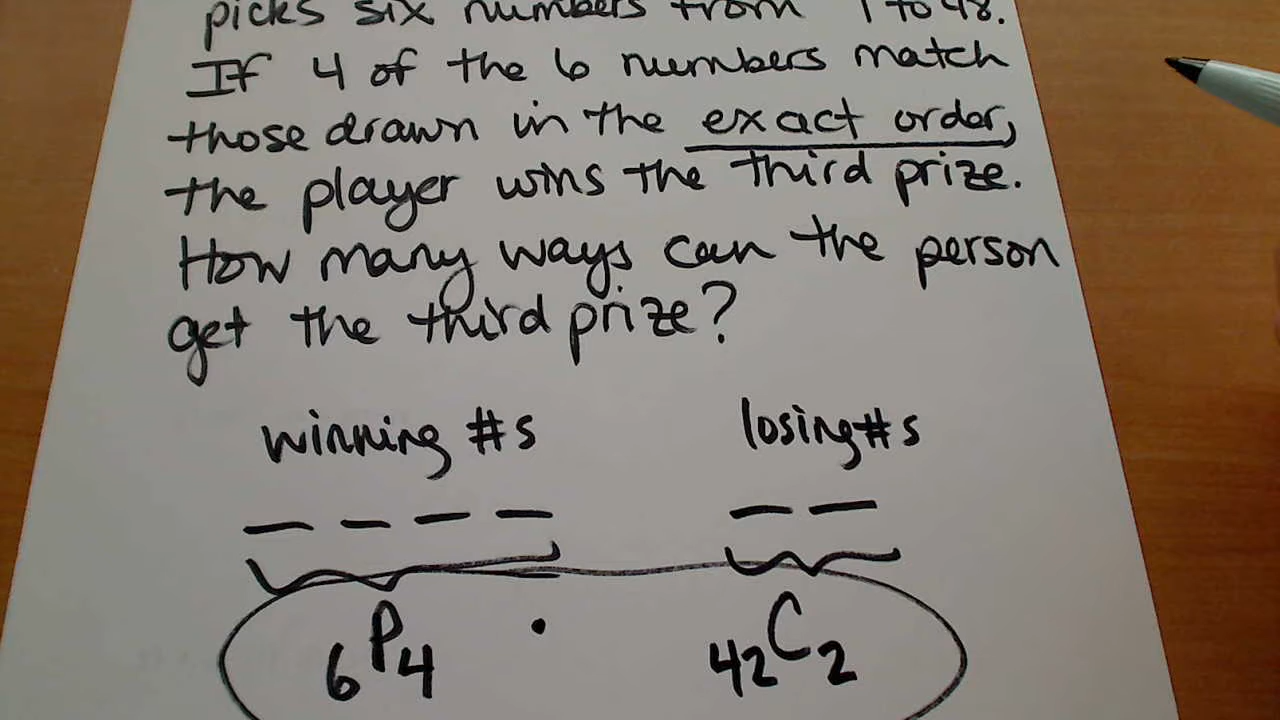 picks six numbers from 1 to 48.
If 4 of the 6 numbers match
those drawn in the exact order,
the player wins the third prize.
How many ways can the person
get the third prize?
winning #s losing #s
6P4 · 42C2